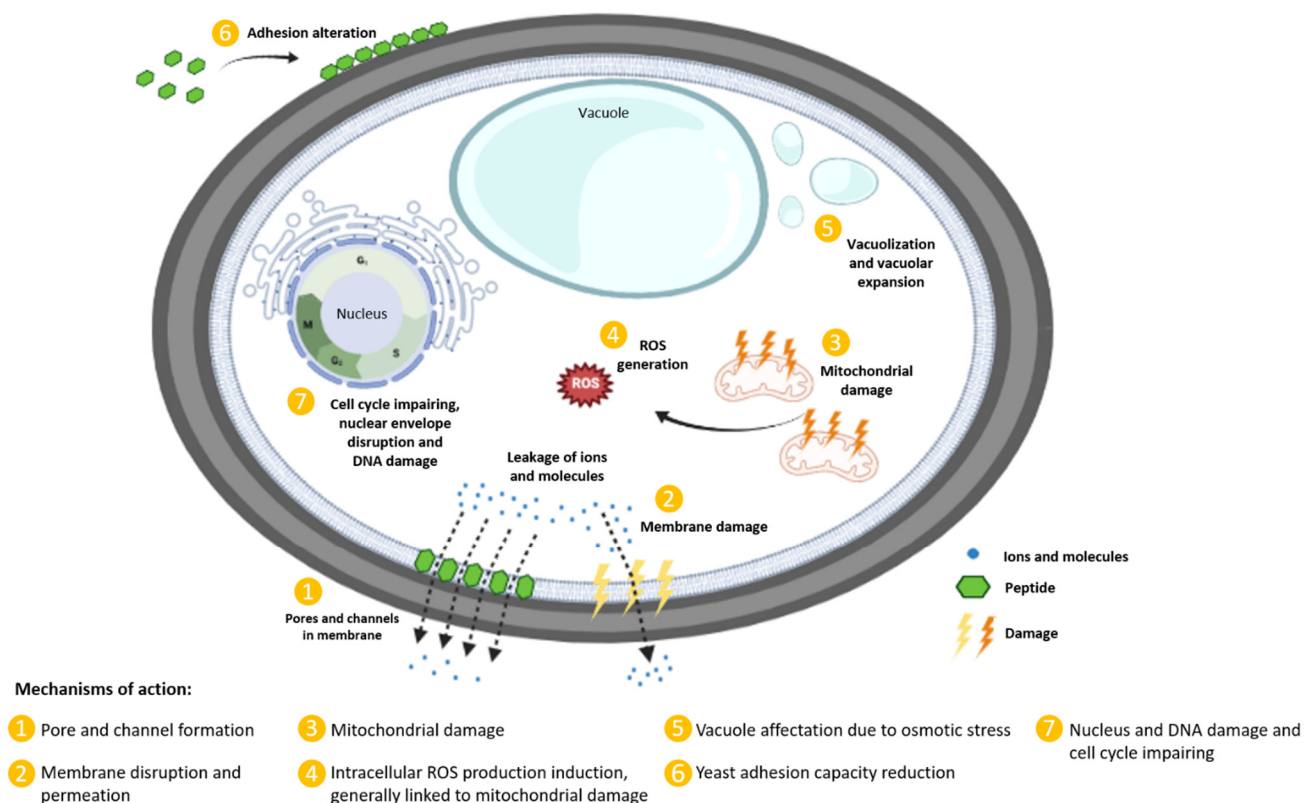 6 Adhesion alteration
Vacuole
5
Vacuolization
and vacuolar
expansion
G₁
Nucleus
M
S
G₂
4 ROS
generation
ROS
3
Mitochondrial
damage
7 Cell cycle impairing,
nuclear envelope
disruption and
DNA damage
Leakage of ions
and molecules
2
Membrane damage
1
Pores and channels
in membrane
Ions and molecules
Peptide
Damage
Mechanisms of action:
1 Pore and channel formation
2 Membrane disruption and
permeation
3 Mitochondrial damage
4 Intracellular ROS production induction,
generally linked to mitochondrial damage
5 Vacuole affectation due to osmotic stress
6 Yeast adhesion capacity reduction
7 Nucleus and DNA damage and
cell cycle impairing